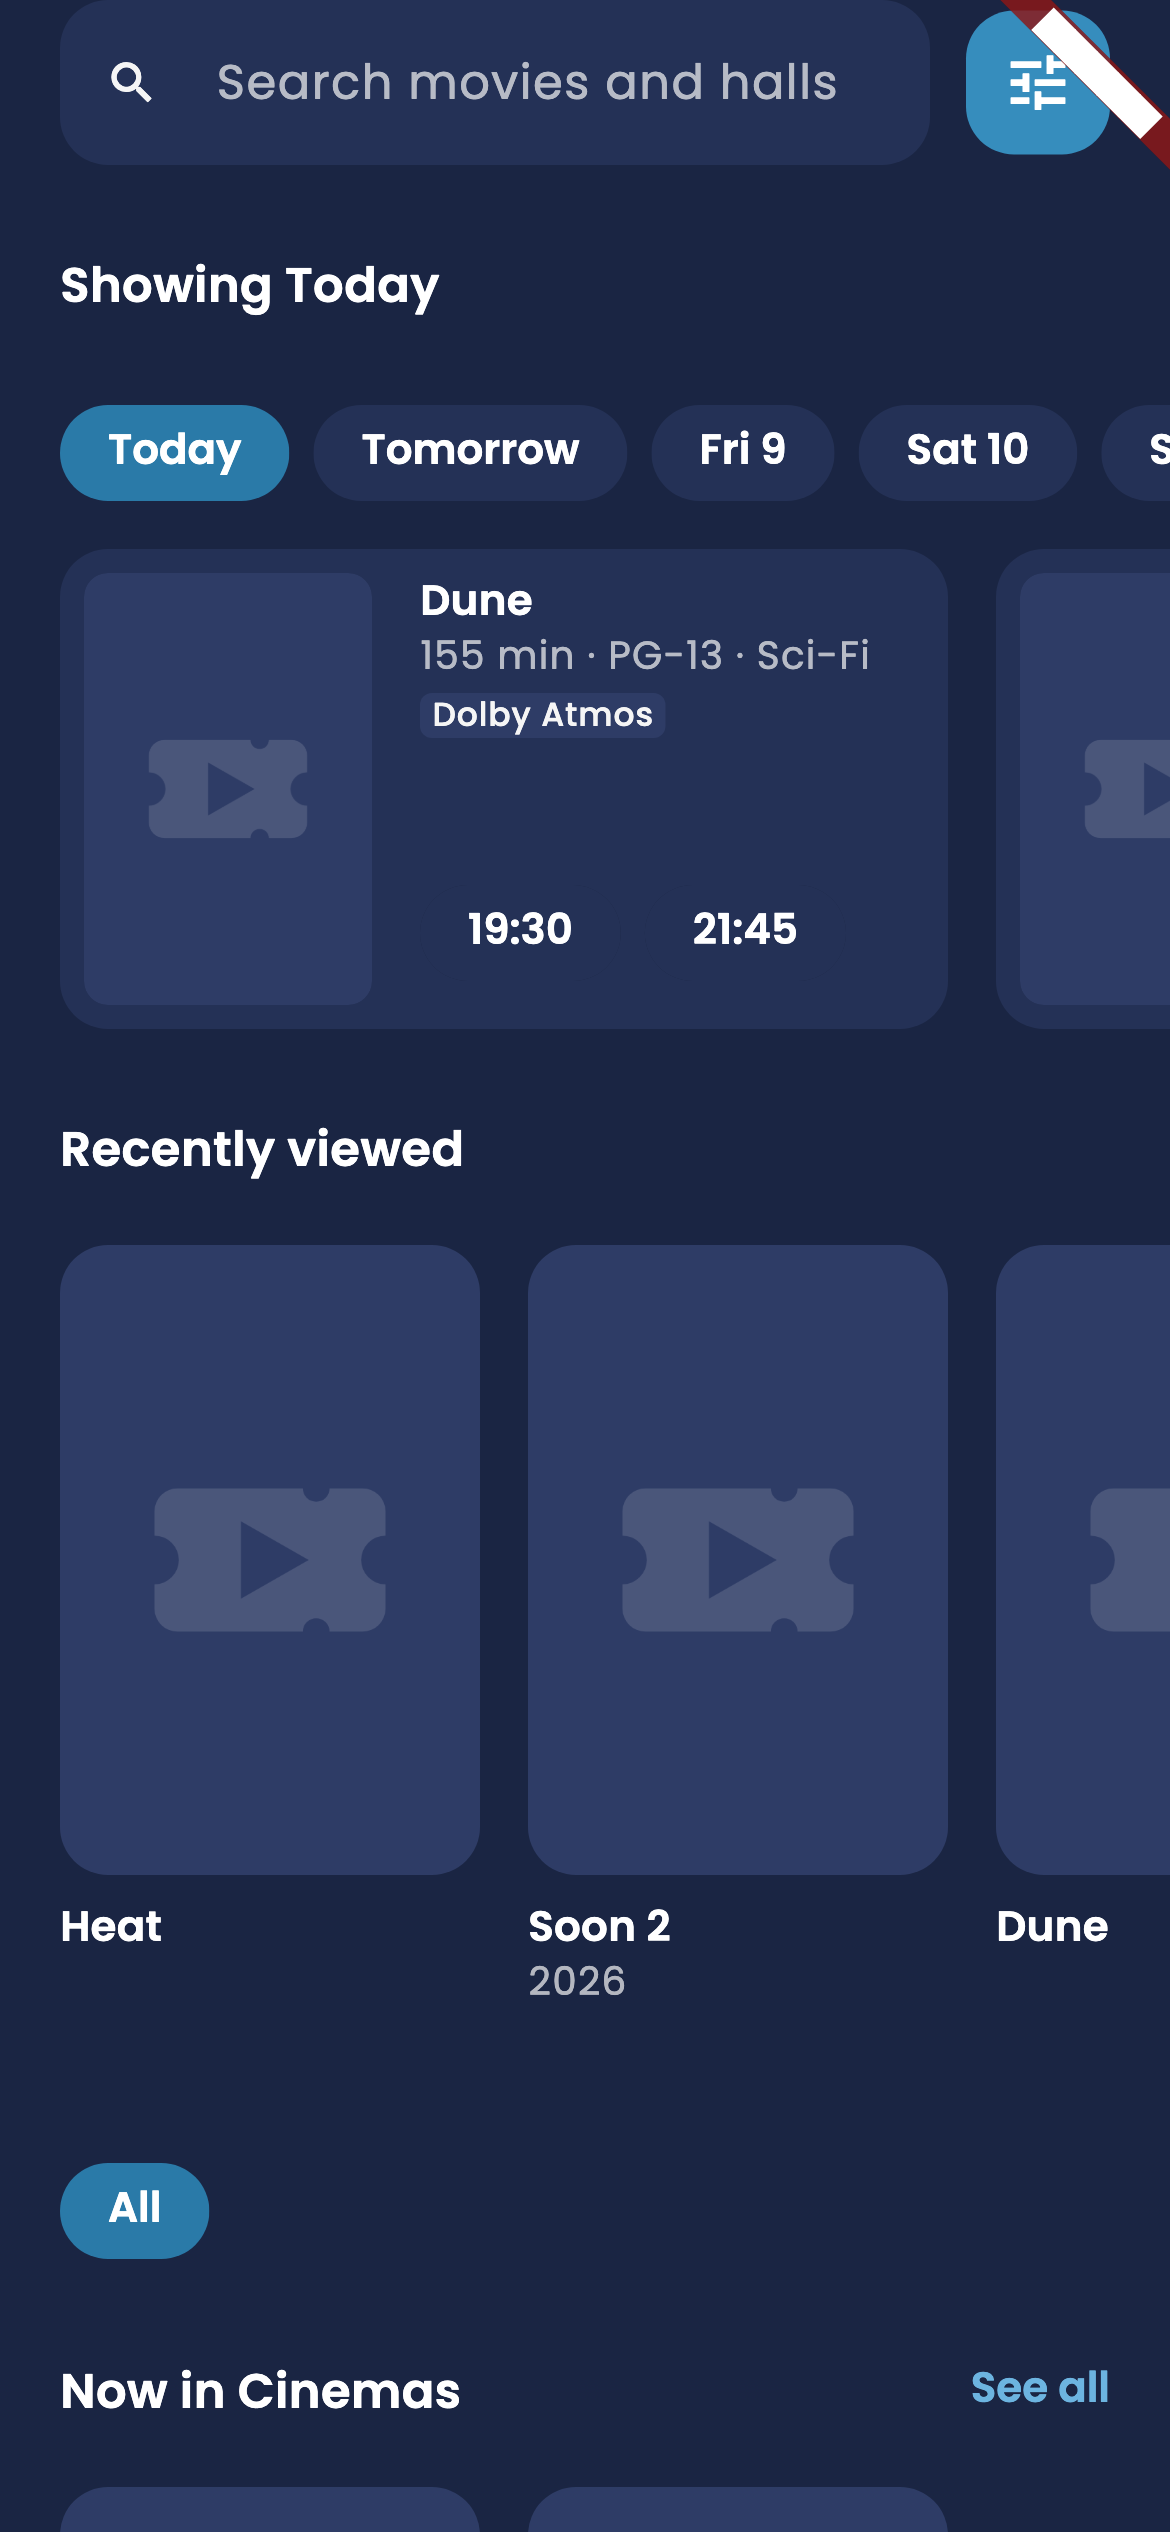 Search movies and halls
Showing Today
Today
Tomorrow
Fri 9
Sat 10
S
Dune
155 min · PG-13 · Sci-Fi
Dolby Atmos
19:30
21:45
Recently viewed
Heat
Soon 2
2026
Dune
All
Now in Cinemas
See all